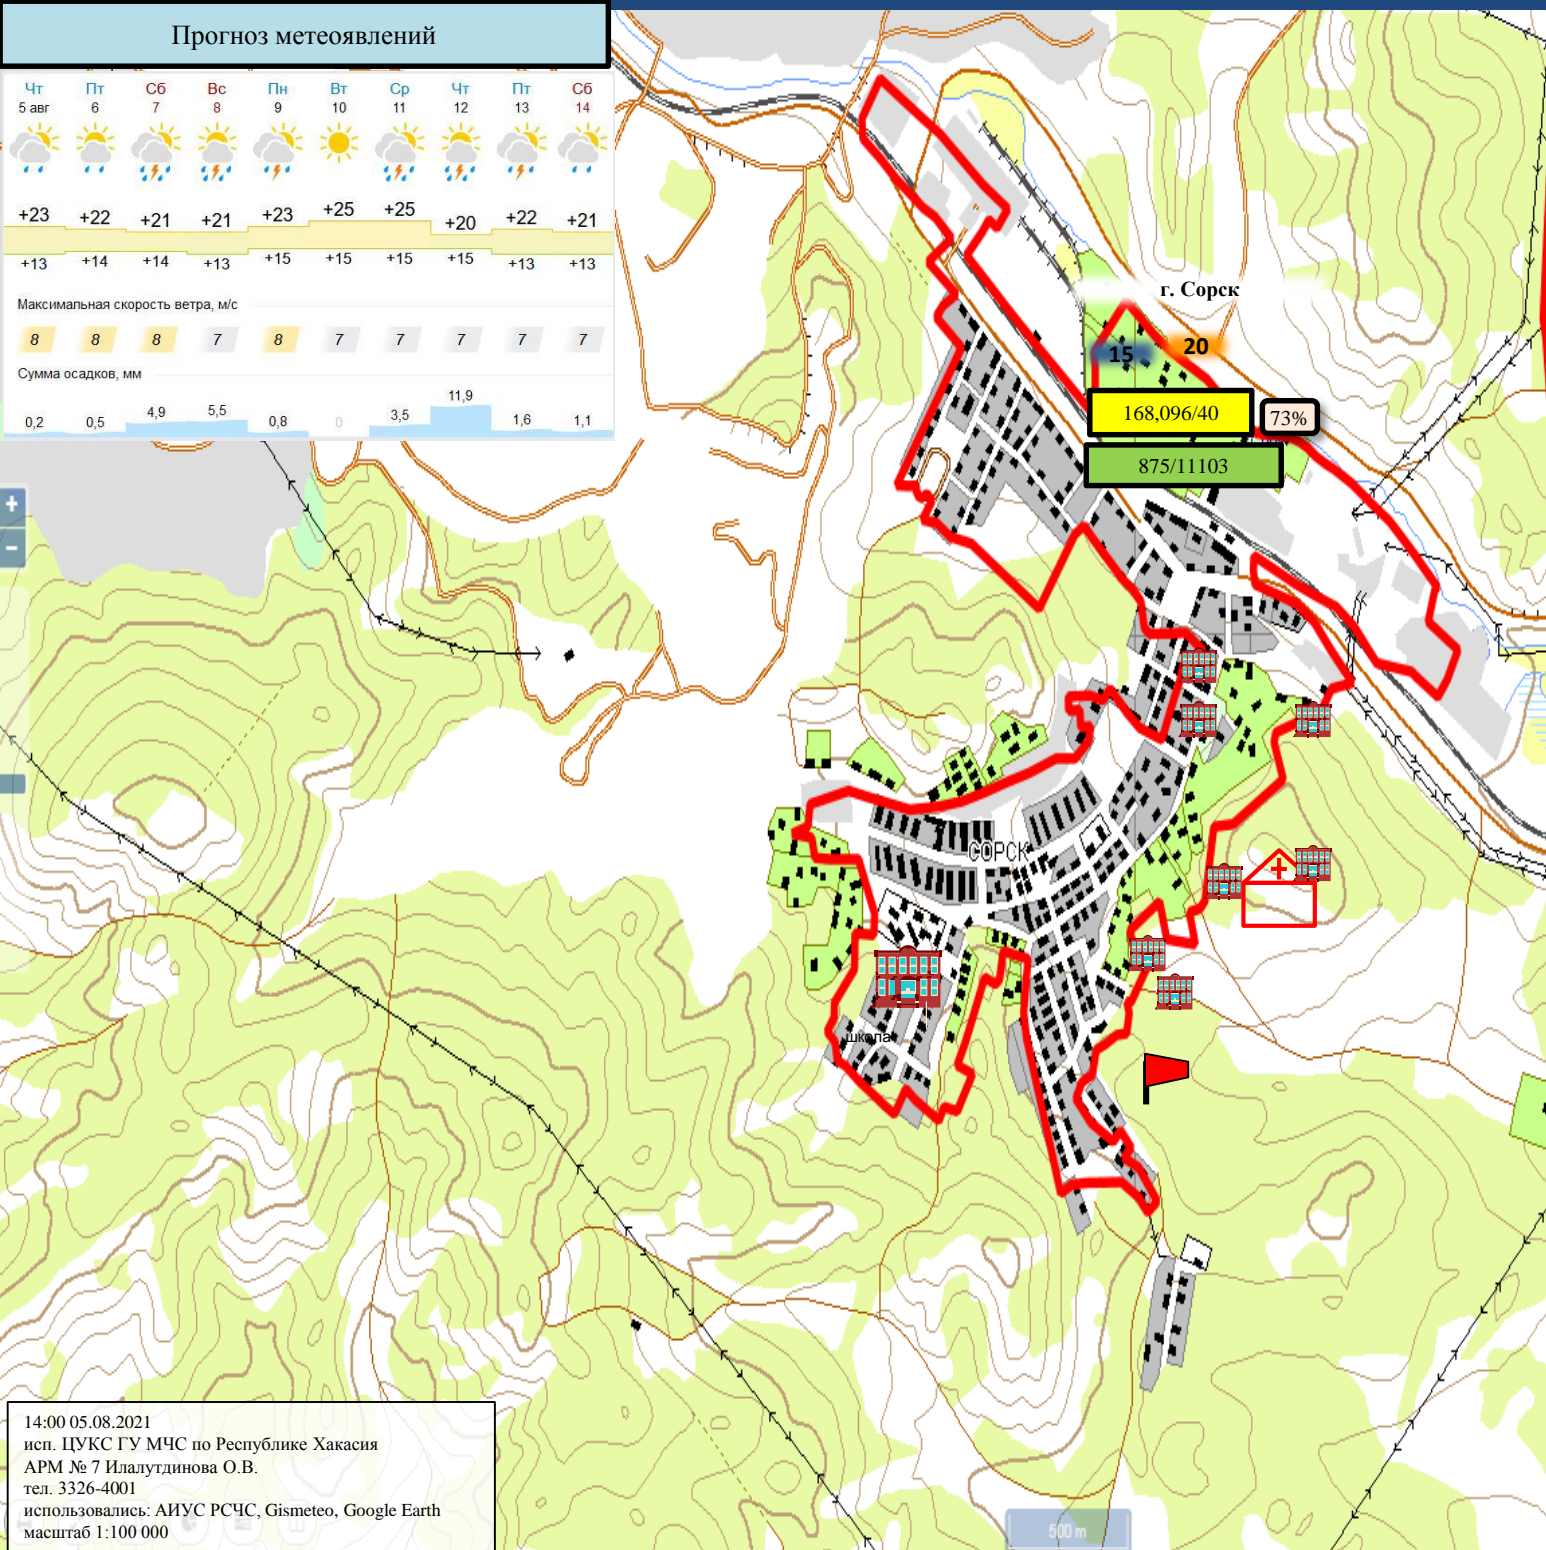 Прогноз метеоявлений
Чт Пт Сб Вс Пн Вт Ср Чт Пт Сб
5 авг 6 7 8 9 10 11 12 13 14
+23 +22 +21 +21 +23 +25 +25 +20 +22 +21
+13 +14 +14 +13 +15 +15 +15 +15 +13 +13
Максимальная скорость ветра, м/с
8 8 8 7 8 7 7 7 7 7
Сумма осадков, мм
0,2 0,5 4,9 5,5 0,8 0 3,5 11,9 1,6 1,1
+
−
г. Сорск
15 20
168,096/40 73%
875/11103
СОРСК
школа
14:00 05.08.2021
исп. ЦУКС ГУ МЧС по Республике Хакасия
АРМ № 7 Илалутдинова О.В.
тел. 3326-4001
использовались: АИУС РСЧС, Gismeteo, Google Earth
масштаб 1:100 000
500 m